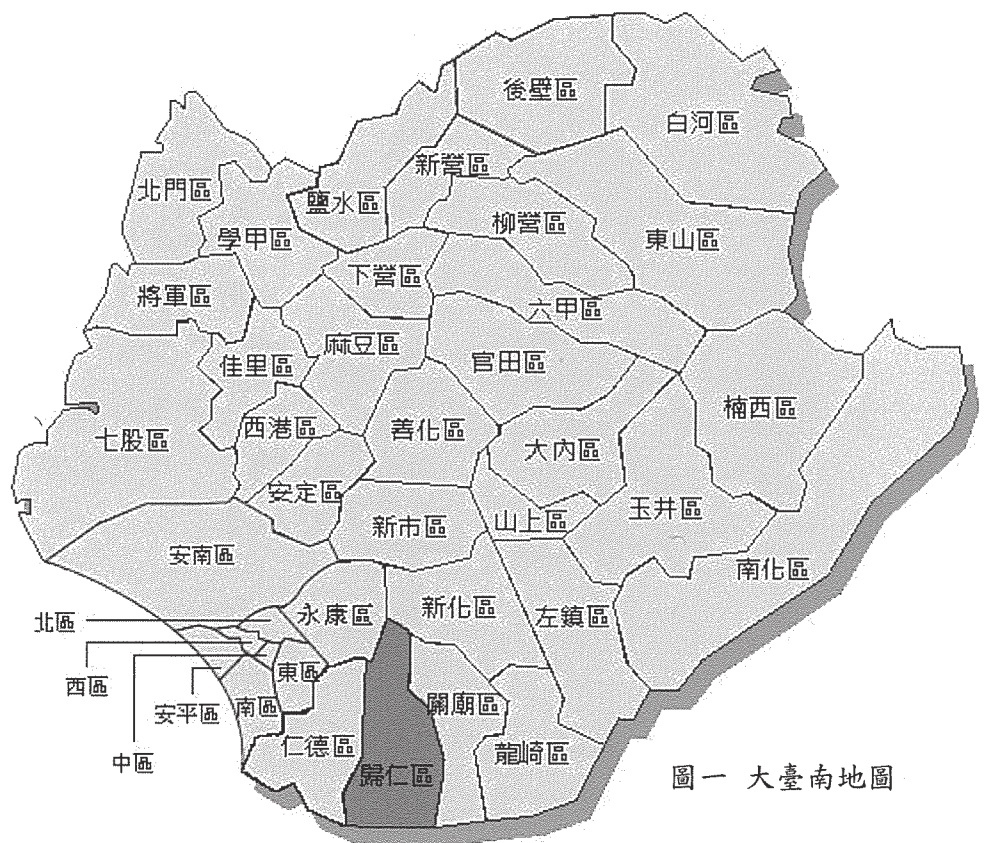 後壁區
白河區
新營區
北門區
鹽水區
柳營區
學甲區
東山區
下營區
將軍區
六甲區
麻豆區
佳里區
官田區
楠西區
七股區
西港區
善化區
大內區
安定區
新市區
山上區
玉井區
安南區
南化區
北區
永康區
新化區
左鎮區
西區
東區
安平區
南區
關廟區
中區
仁德區
歸仁區
龍崎區
圖一 大臺南地圖